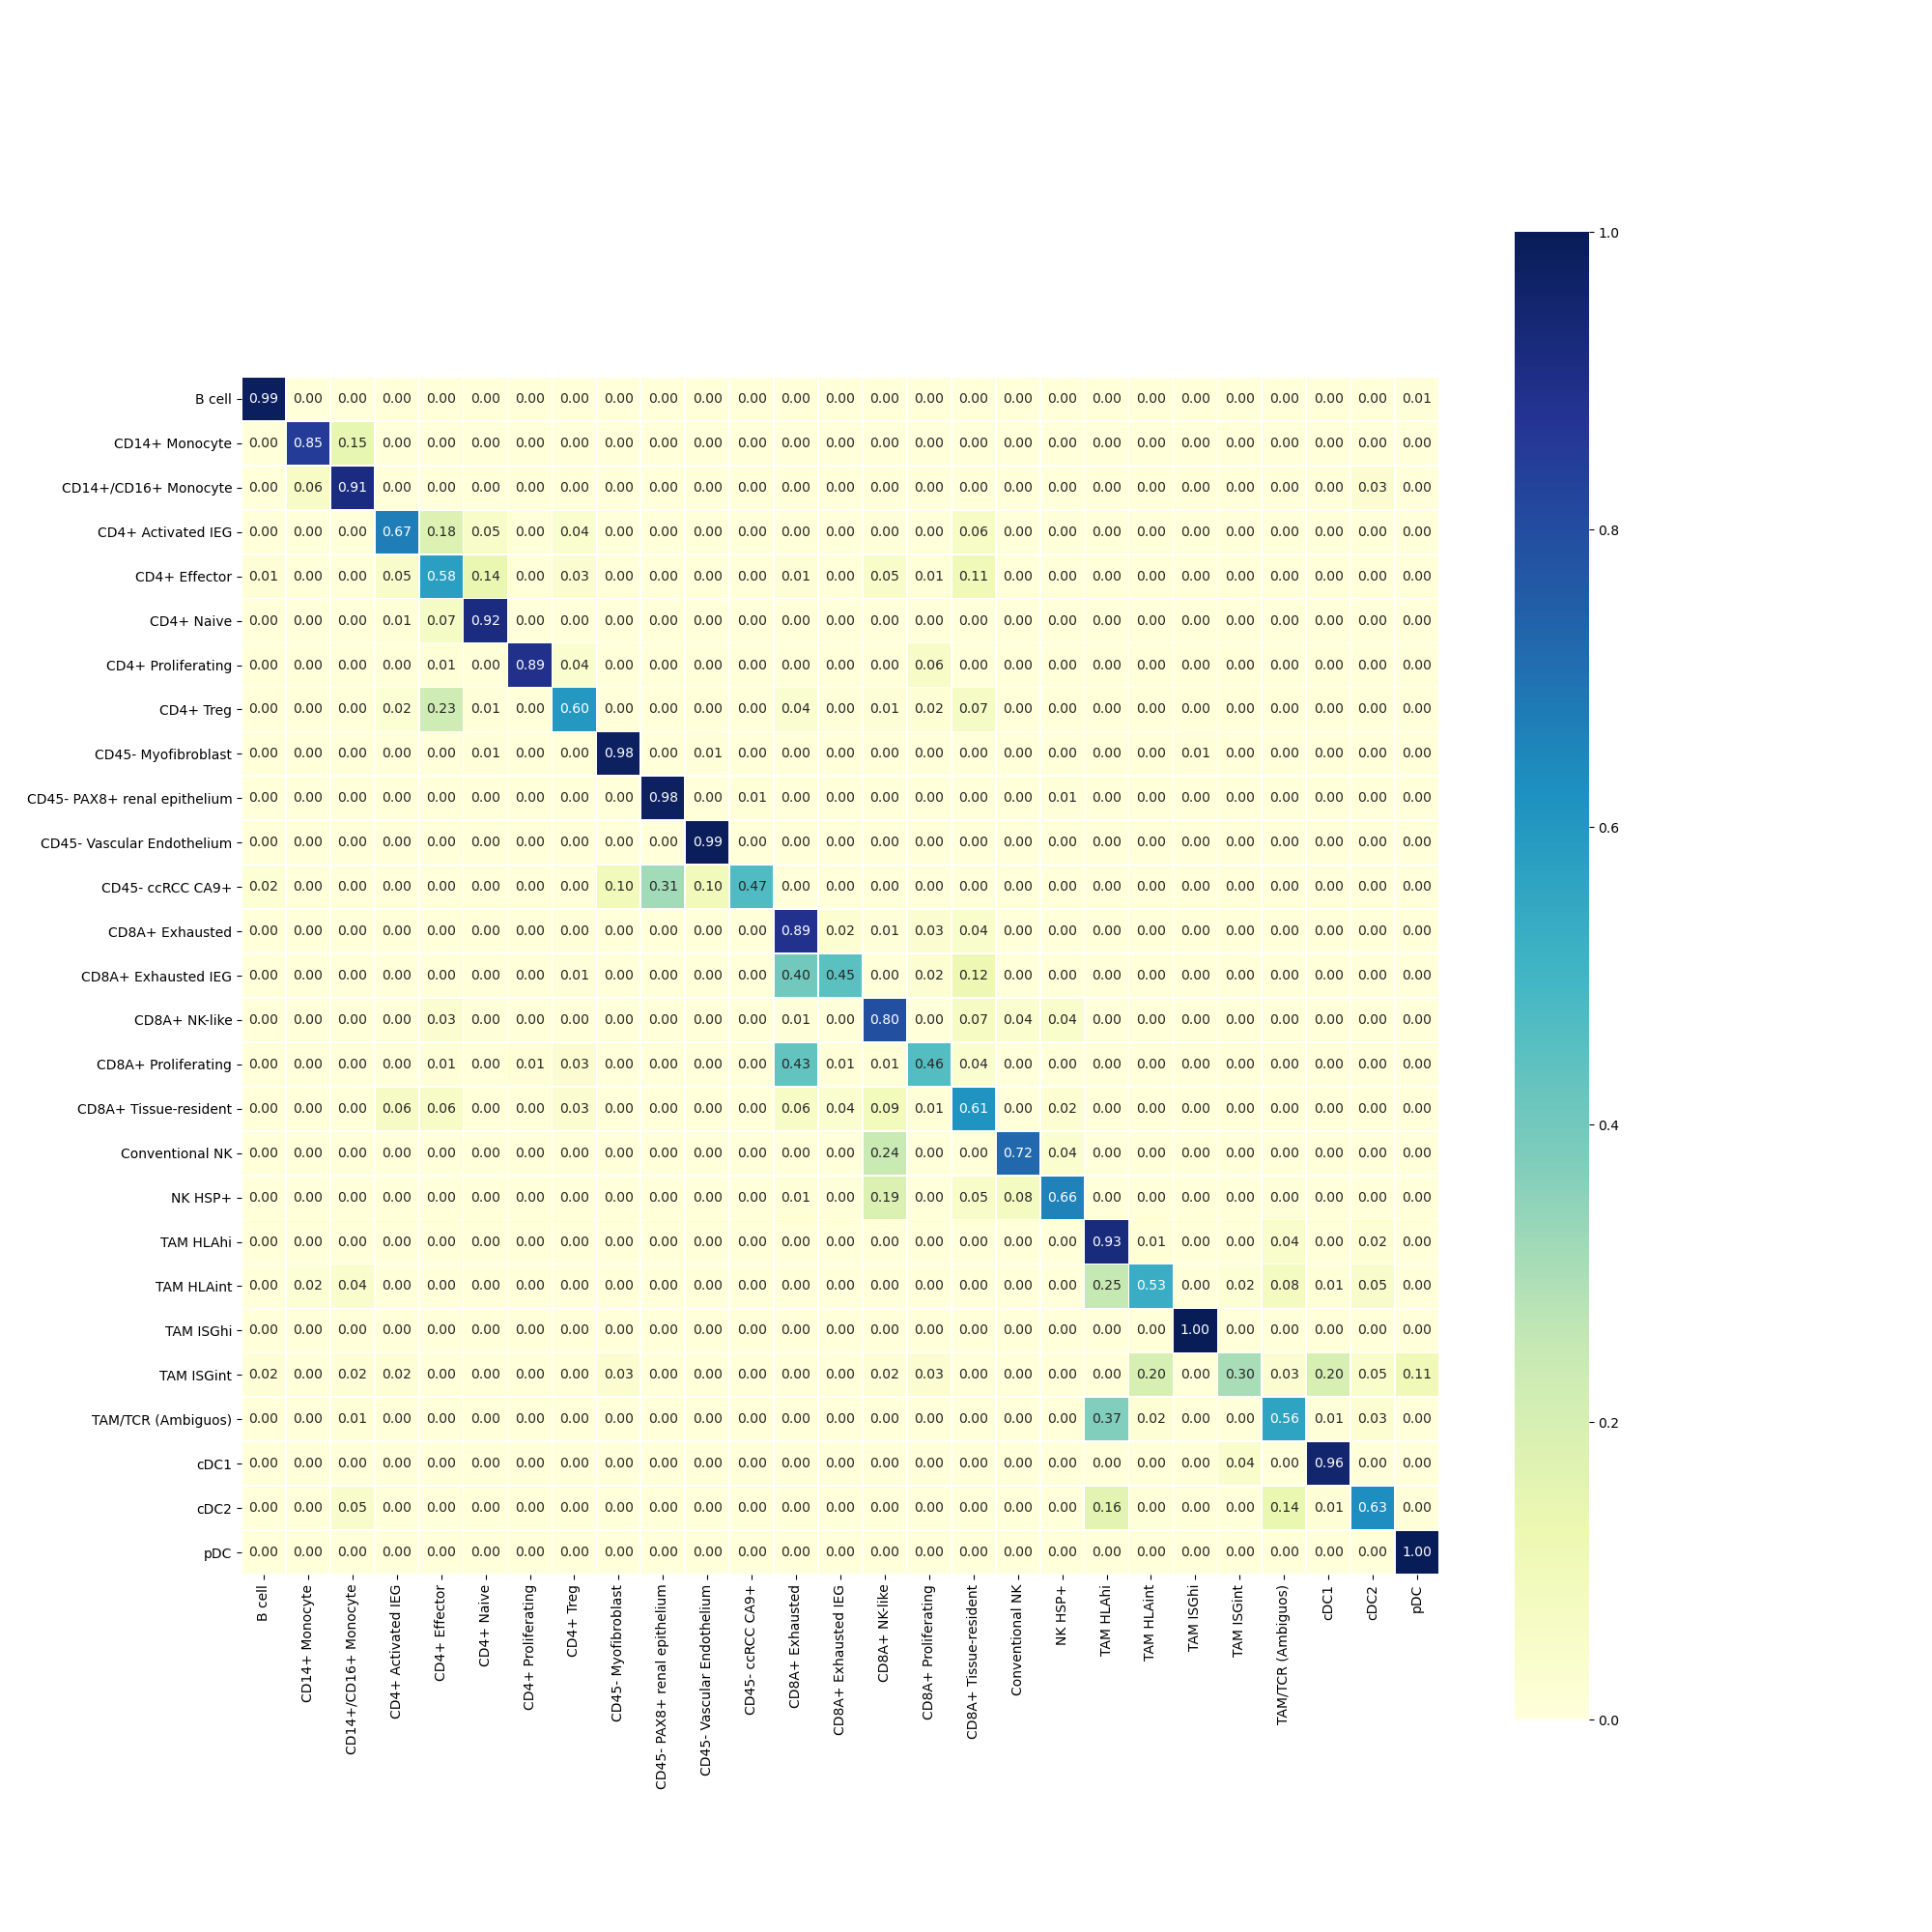 1.0
B cell 0.99 0.00 0.00 0.00 0.00 0.00 0.00 0.00 0.00 0.00 0.00 0.00 0.00 0.00 0.00 0.00 0.00 0.00 0.00 0.00 0.00 0.00 0.00 0.00 0.00 0.00 0.01
CD14+ Monocyte 0.00 0.85 0.15 0.00 0.00 0.00 0.00 0.00 0.00 0.00 0.00 0.00 0.00 0.00 0.00 0.00 0.00 0.00 0.00 0.00 0.00 0.00 0.00 0.00 0.00 0.00 0.00
CD14+/CD16+ Monocyte 0.00 0.06 0.91 0.00 0.00 0.00 0.00 0.00 0.00 0.00 0.00 0.00 0.00 0.00 0.00 0.00 0.00 0.00 0.00 0.00 0.00 0.00 0.00 0.00 0.00 0.03 0.00
CD4+ Activated IEG 0.00 0.00 0.00 0.67 0.18 0.05 0.00 0.04 0.00 0.00 0.00 0.00 0.00 0.00 0.00 0.00 0.06 0.00 0.00 0.00 0.00 0.00 0.00 0.00 0.00 0.00 0.00
0.8
CD4+ Effector 0.01 0.00 0.00 0.05 0.58 0.14 0.00 0.03 0.00 0.00 0.00 0.00 0.01 0.00 0.05 0.01 0.11 0.00 0.00 0.00 0.00 0.00 0.00 0.00 0.00 0.00 0.00
CD4+ Naive 0.00 0.00 0.00 0.01 0.07 0.92 0.00 0.00 0.00 0.00 0.00 0.00 0.00 0.00 0.00 0.00 0.00 0.00 0.00 0.00 0.00 0.00 0.00 0.00 0.00 0.00 0.00
CD4+ Proliferating 0.00 0.00 0.00 0.00 0.01 0.00 0.89 0.04 0.00 0.00 0.00 0.00 0.00 0.00 0.00 0.06 0.00 0.00 0.00 0.00 0.00 0.00 0.00 0.00 0.00 0.00 0.00
CD4+ Treg 0.00 0.00 0.00 0.02 0.23 0.01 0.00 0.60 0.00 0.00 0.00 0.00 0.04 0.00 0.01 0.02 0.07 0.00 0.00 0.00 0.00 0.00 0.00 0.00 0.00 0.00 0.00
CD45- Myofibroblast 0.00 0.00 0.00 0.00 0.00 0.01 0.00 0.00 0.98 0.00 0.01 0.00 0.00 0.00 0.00 0.00 0.00 0.00 0.00 0.00 0.00 0.01 0.00 0.00 0.00 0.00 0.00
CD45- PAX8+ renal epithelium 0.00 0.00 0.00 0.00 0.00 0.00 0.00 0.00 0.00 0.98 0.00 0.01 0.00 0.00 0.00 0.00 0.00 0.00 0.01 0.00 0.00 0.00 0.00 0.00 0.00 0.00 0.00
0.6
CD45- Vascular Endothelium 0.00 0.00 0.00 0.00 0.00 0.00 0.00 0.00 0.00 0.00 0.99 0.00 0.00 0.00 0.00 0.00 0.00 0.00 0.00 0.00 0.00 0.00 0.00 0.00 0.00 0.00 0.00
CD45- ccRCC CA9+ 0.02 0.00 0.00 0.00 0.00 0.00 0.00 0.00 0.10 0.31 0.10 0.47 0.00 0.00 0.00 0.00 0.00 0.00 0.00 0.00 0.00 0.00 0.00 0.00 0.00 0.00 0.00
CD8A+ Exhausted 0.00 0.00 0.00 0.00 0.00 0.00 0.00 0.00 0.00 0.00 0.00 0.00 0.89 0.02 0.01 0.03 0.04 0.00 0.00 0.00 0.00 0.00 0.00 0.00 0.00 0.00 0.00
CD8A+ Exhausted IEG 0.00 0.00 0.00 0.00 0.00 0.00 0.00 0.01 0.00 0.00 0.00 0.00 0.40 0.45 0.00 0.02 0.12 0.00 0.00 0.00 0.00 0.00 0.00 0.00 0.00 0.00 0.00
CD8A+ NK-like 0.00 0.00 0.00 0.00 0.03 0.00 0.00 0.00 0.00 0.00 0.00 0.00 0.01 0.00 0.80 0.00 0.07 0.04 0.04 0.00 0.00 0.00 0.00 0.00 0.00 0.00 0.00
CD8A+ Proliferating 0.00 0.00 0.00 0.00 0.01 0.00 0.01 0.03 0.00 0.00 0.00 0.00 0.43 0.01 0.01 0.46 0.04 0.00 0.00 0.00 0.00 0.00 0.00 0.00 0.00 0.00 0.00
CD8A+ Tissue-resident 0.00 0.00 0.00 0.06 0.06 0.00 0.00 0.03 0.00 0.00 0.00 0.00 0.06 0.04 0.09 0.01 0.61 0.00 0.02 0.00 0.00 0.00 0.00 0.00 0.00 0.00 0.00
0.4
Conventional NK 0.00 0.00 0.00 0.00 0.00 0.00 0.00 0.00 0.00 0.00 0.00 0.00 0.00 0.00 0.24 0.00 0.00 0.72 0.04 0.00 0.00 0.00 0.00 0.00 0.00 0.00 0.00
NK HSP+ 0.00 0.00 0.00 0.00 0.00 0.00 0.00 0.00 0.00 0.00 0.00 0.00 0.01 0.00 0.19 0.00 0.05 0.08 0.66 0.00 0.00 0.00 0.00 0.00 0.00 0.00 0.00
TAM HLAhi 0.00 0.00 0.00 0.00 0.00 0.00 0.00 0.00 0.00 0.00 0.00 0.00 0.00 0.00 0.00 0.00 0.00 0.00 0.00 0.93 0.01 0.00 0.00 0.04 0.00 0.02 0.00
TAM HLAint 0.00 0.02 0.04 0.00 0.00 0.00 0.00 0.00 0.00 0.00 0.00 0.00 0.00 0.00 0.00 0.00 0.00 0.00 0.00 0.25 0.53 0.00 0.02 0.08 0.01 0.05 0.00
TAM ISGhi 0.00 0.00 0.00 0.00 0.00 0.00 0.00 0.00 0.00 0.00 0.00 0.00 0.00 0.00 0.00 0.00 0.00 0.00 0.00 0.00 0.00 1.00 0.00 0.00 0.00 0.00 0.00
TAM ISGint 0.02 0.00 0.02 0.02 0.00 0.00 0.00 0.00 0.03 0.00 0.00 0.00 0.00 0.00 0.02 0.03 0.00 0.00 0.00 0.00 0.20 0.00 0.30 0.03 0.20 0.05 0.11
TAM/TCR (Ambiguos) 0.00 0.00 0.01 0.00 0.00 0.00 0.00 0.00 0.00 0.00 0.00 0.00 0.00 0.00 0.00 0.00 0.00 0.00 0.00 0.37 0.02 0.00 0.00 0.56 0.01 0.03 0.00
0.2
cDC1 0.00 0.00 0.00 0.00 0.00 0.00 0.00 0.00 0.00 0.00 0.00 0.00 0.00 0.00 0.00 0.00 0.00 0.00 0.00 0.00 0.00 0.00 0.04 0.00 0.96 0.00 0.00
cDC2 0.00 0.00 0.05 0.00 0.00 0.00 0.00 0.00 0.00 0.00 0.00 0.00 0.00 0.00 0.00 0.00 0.00 0.00 0.00 0.16 0.00 0.00 0.00 0.14 0.01 0.63 0.00
pDC 0.00 0.00 0.00 0.00 0.00 0.00 0.00 0.00 0.00 0.00 0.00 0.00 0.00 0.00 0.00 0.00 0.00 0.00 0.00 0.00 0.00 0.00 0.00 0.00 0.00 0.00 1.00
0.0
B cell
CD14+ Monocyte
CD14+/CD16+ Monocyte
CD4+ Activated IEG
CD4+ Effector
CD4+ Naive
CD4+ Proliferating
CD4+ Treg
CD45- Myofibroblast
CD45- PAX8+ renal epithelium
CD45- Vascular Endothelium
CD45- ccRCC CA9+
CD8A+ Exhausted
CD8A+ Exhausted IEG
CD8A+ NK-like
CD8A+ Proliferating
CD8A+ Tissue-resident
Conventional NK
NK HSP+
TAM HLAhi
TAM HLAint
TAM ISGhi
TAM ISGint
TAM/TCR (Ambiguos)
cDC1
cDC2
pDC